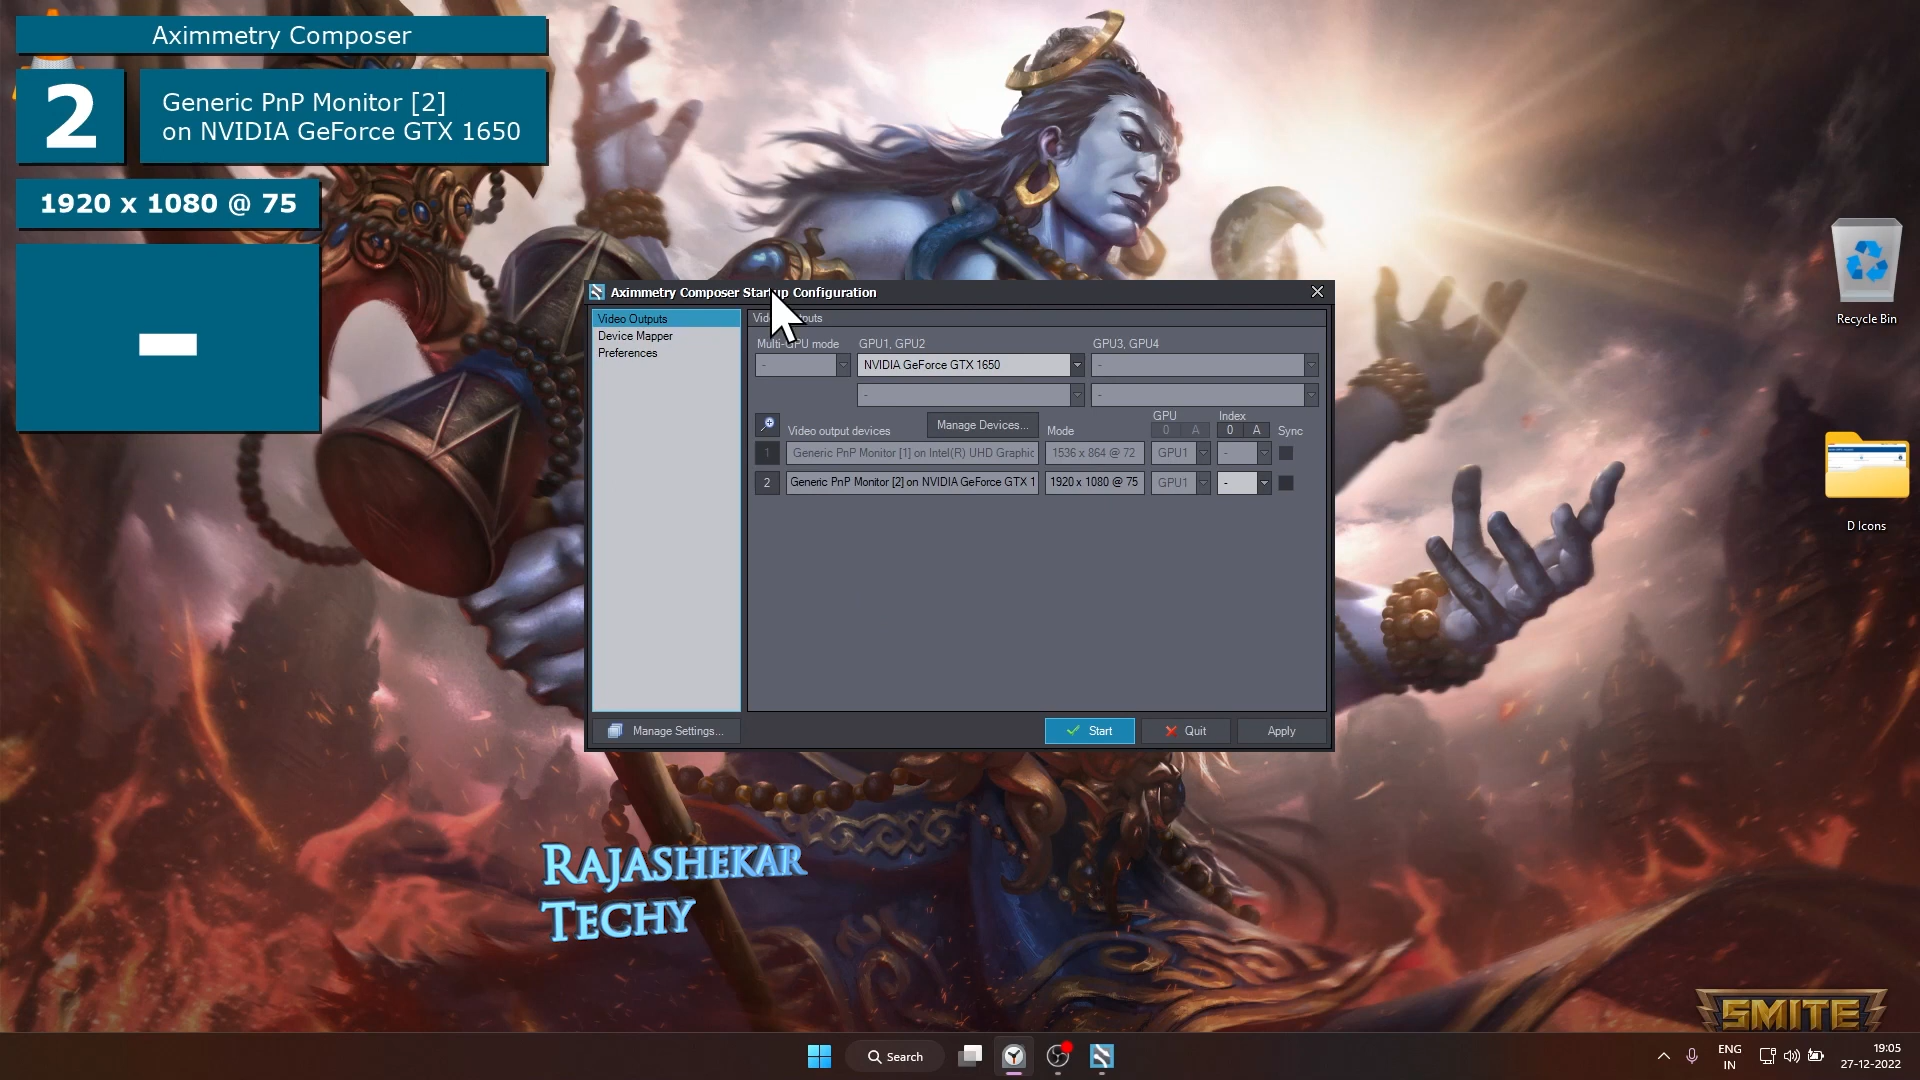 Aximmetry Composer
2
Generic PnP Monitor [2]
on NVIDIA GeForce GTX 1650
1920 x 1080 @ 75
-
Aximmetry Composer Startup Configuration
Video Outputs
Device Mapper
Preferences
Multi-GPU mode
GPU1, GPU2
GPU3, GPU4
-
NVIDIA GeForce GTX 1650
-
-
-
Video output devices
Manage Devices...
Mode
GPU
0 A
Index
0 A
Sync
1
Generic PnP Monitor [1] on Intel(R) UHD Graphic
1536 x 864 @ 72
GPU1
-
2
Generic PnP Monitor [2] on NVIDIA GeForce GTX 1
1920 x 1080 @ 75
GPU1
-
Manage Settings...
Start
Quit
Apply
Recycle Bin
D Icons
RAJASHEKAR
TECHY
SMITE
Search
ENG
IN
19:05
27-12-2022